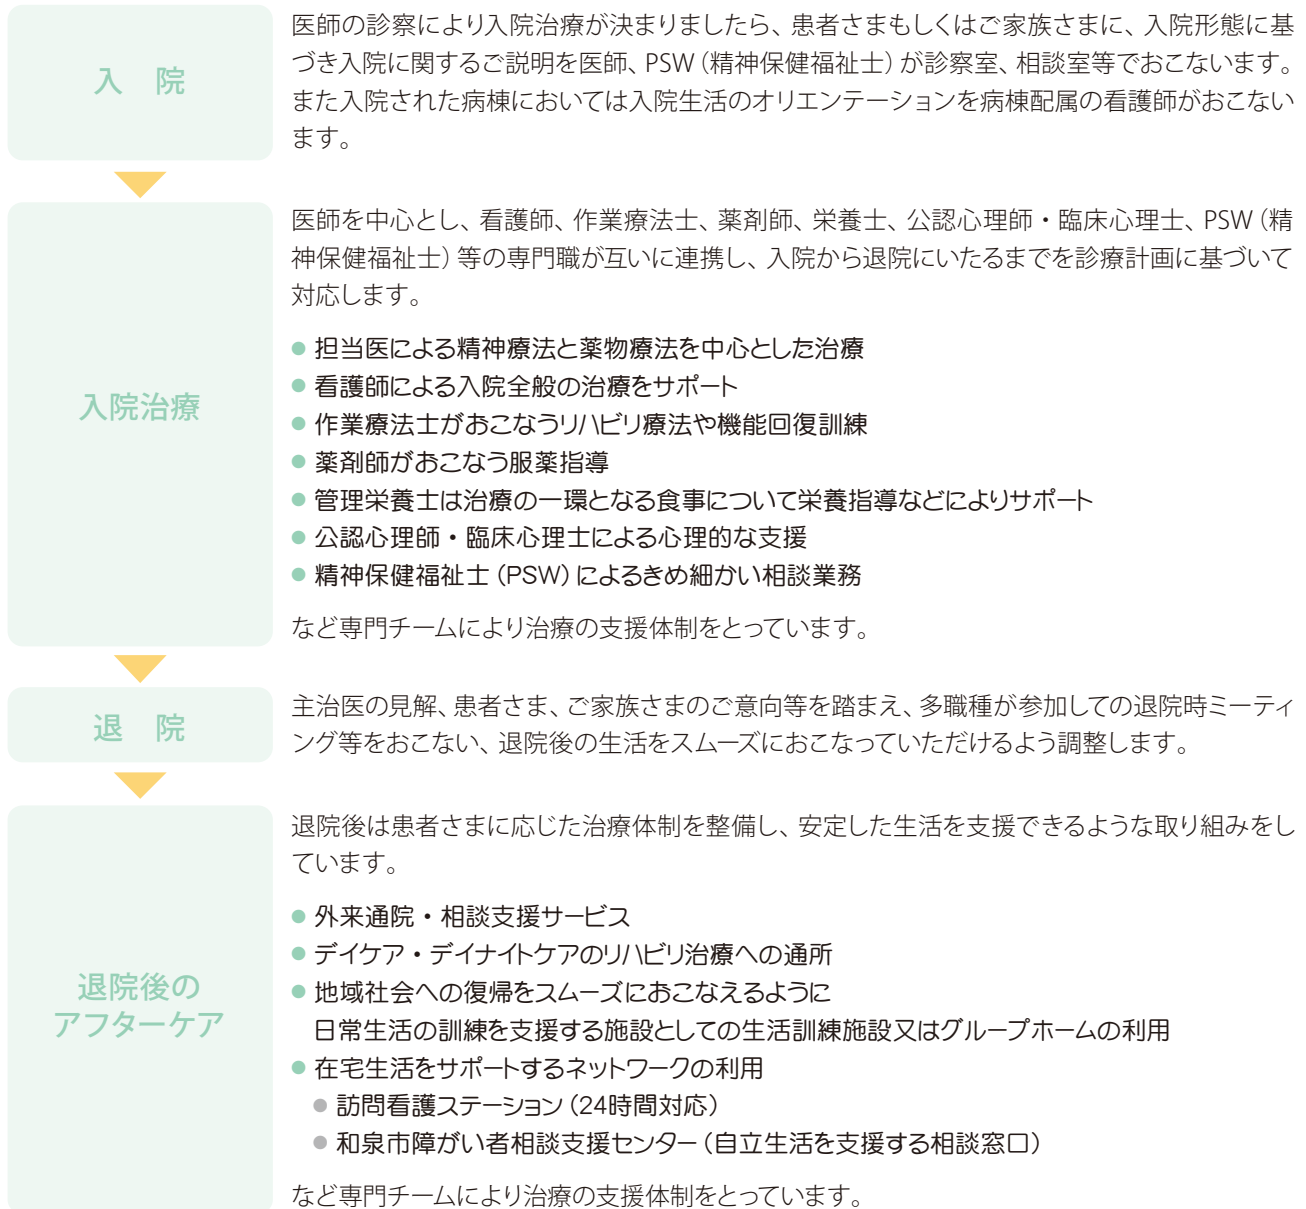 入　院
医師の診察により入院治療が決まりましたら、患者さまもしくはご家族さまに、入院形態に基
づき入院に関するご説明を医師、PSW（精神保健福祉士）が診察室、相談室等でおこないます。
また入院された病棟においては入院生活のオリエンテーションを病棟配属の看護師がおこない
ます。
入院治療
医師を中心とし、看護師、作業療法士、薬剤師、栄養士、公認心理師・臨床心理士、PSW（精
神保健福祉士）等の専門職が互いに連携し、入院から退院にいたるまでを診療計画に基づいて
対応します。
● 担当医による精神療法と薬物療法を中心とした治療
● 看護師による入院全般の治療をサポート
● 作業療法士がおこなうリハビリ療法や機能回復訓練
● 薬剤師がおこなう服薬指導
● 管理栄養士は治療の一環となる食事について栄養指導などによりサポート
● 公認心理師・臨床心理士による心理的な支援
● 精神保健福祉士（PSW）によるきめ細かい相談業務
など専門チームにより治療の支援体制をとっています。
退　院
主治医の見解、患者さま、ご家族さまのご意向等を踏まえ、多職種が参加しての退院時ミーティ
ング等をおこない、退院後の生活をスムーズにおこなっていただけるよう調整します。
退院後の
アフターケア
退院後は患者さまに応じた治療体制を整備し、安定した生活を支援できるような取り組みをし
ています。
● 外来通院・相談支援サービス
● デイケア・デイナイトケアのリハビリ治療への通所
● 地域社会への復帰をスムーズにおこなえるように
日常生活の訓練を支援する施設としての生活訓練施設又はグループホームの利用
● 在宅生活をサポートするネットワークの利用
● 訪問看護ステーション（24時間対応）
● 和泉市障がい者相談支援センター（自立生活を支援する相談窓口）
など専門チームにより治療の支援体制をとっています。